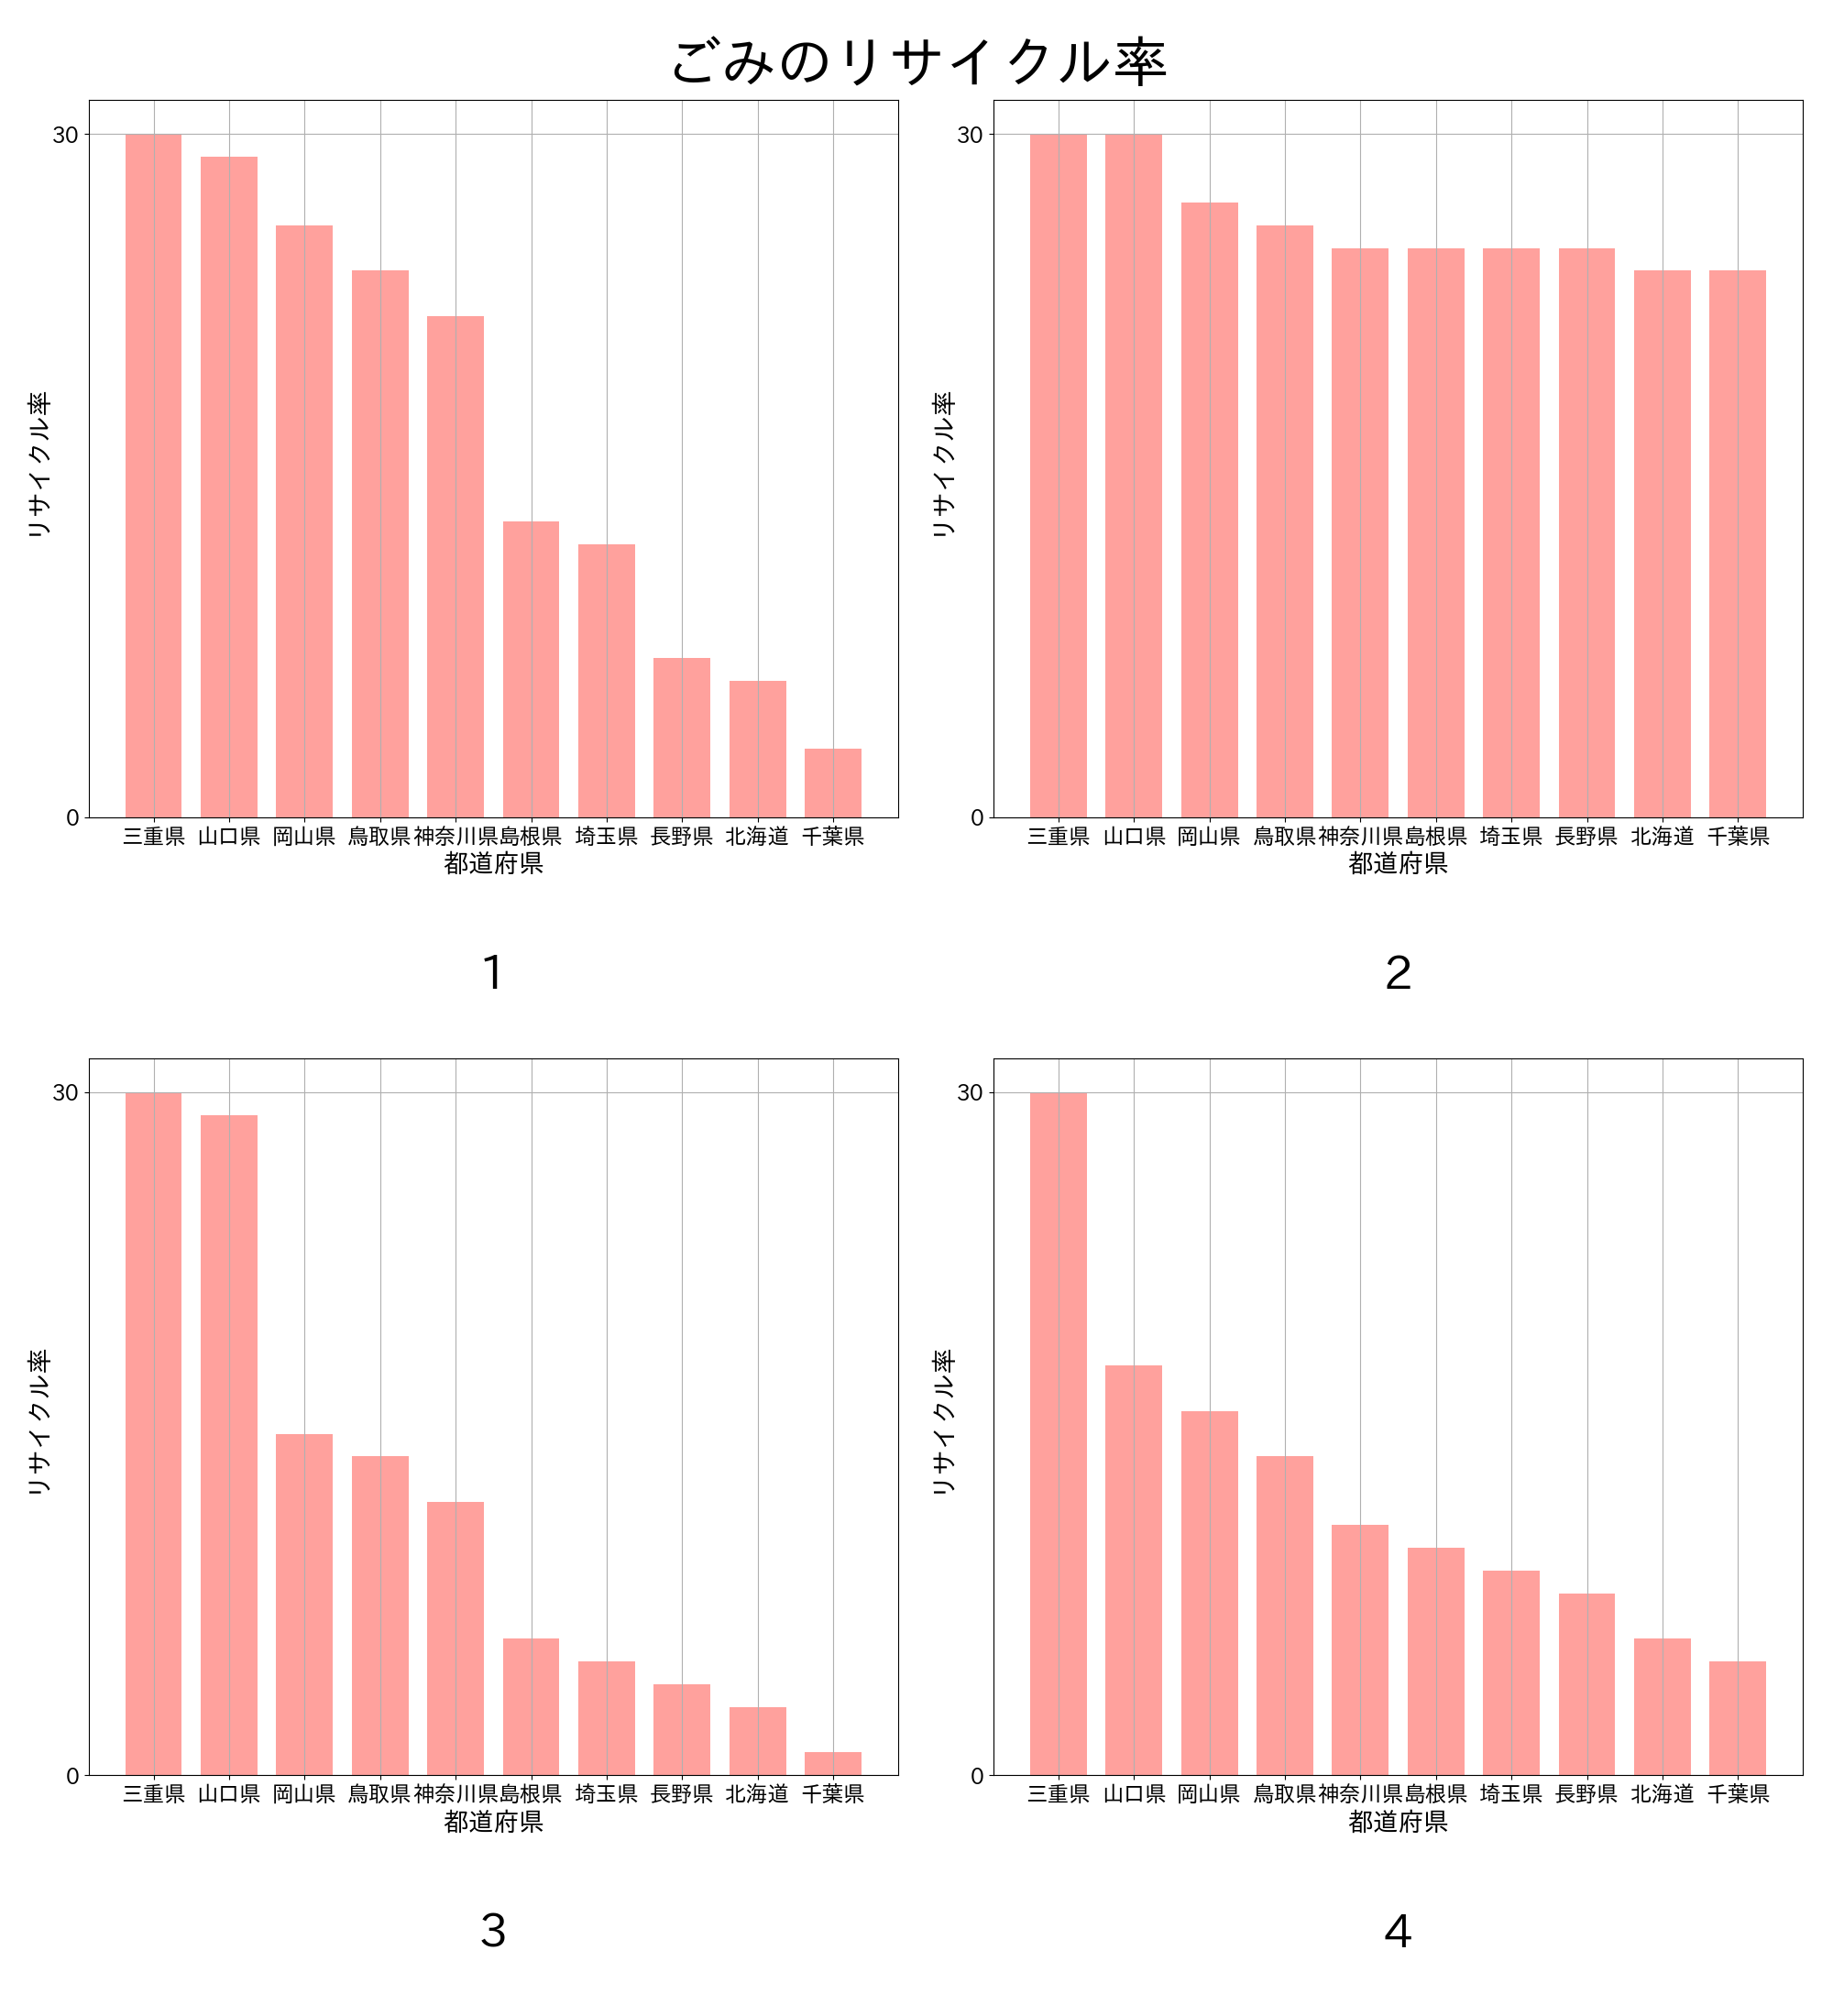 ごみのリサイクル率
30
0
リサイクル率
三重県 山口県 岡山県 鳥取県 神奈川県 島根県 埼玉県 長野県 北海道 千葉県
都道府県
1
30
0
リサイクル率
三重県 山口県 岡山県 鳥取県 神奈川県 島根県 埼玉県 長野県 北海道 千葉県
都道府県
2
30
0
リサイクル率
三重県 山口県 岡山県 鳥取県 神奈川県 島根県 埼玉県 長野県 北海道 千葉県
都道府県
3
30
0
リサイクル率
三重県 山口県 岡山県 鳥取県 神奈川県 島根県 埼玉県 長野県 北海道 千葉県
都道府県
4